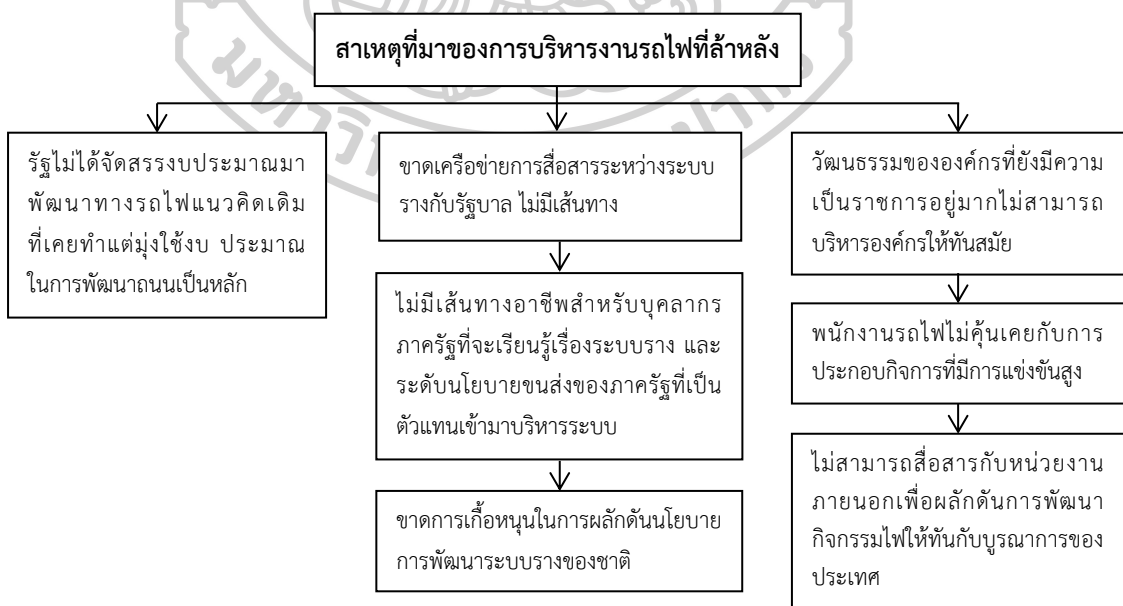 สาเหตุที่มาของการบริหารงานรถไฟที่ล้าหลัง
รัฐไม่ได้จัดสรรงบประมาณมา
พัฒนาทางรถไฟแนวคิดเดิม
ที่เคยทำแต่มุ่งใช้งบ ประมาณ
ในการพัฒนาถนนเป็นหลัก
ขาดเครือข่ายการสื่อสารระหว่างระบบ
รางกับรัฐบาล ไม่มีเส้นทาง
ไม่มีเส้นทางอาชีพสำหรับบุคลากร
ภาครัฐที่จะเรียนรู้เรื่องระบบราง และ
ระดับนโยบายขนส่งของภาครัฐที่เป็น
ตัวแทนเข้ามาบริหารระบบ
ขาดการเกื้อหนุนในการผลักดันนโยบาย
การพัฒนาระบบรางของชาติ
วัฒนธรรมขององค์กรที่ยังมีความ
เป็นราชการอยู่มากไม่สามารถ
บริหารองค์กรให้ทันสมัย
พนักงานรถไฟไม่คุ้นเคยกับการ
ประกอบกิจการที่มีการแข่งขันสูง
ไม่สามารถสื่อสารกับหน่วยงาน
ภายนอกเพื่อผลักดันการพัฒนา
กิจกรรมไฟให้ทันกับบูรณาการของ
ประเทศ